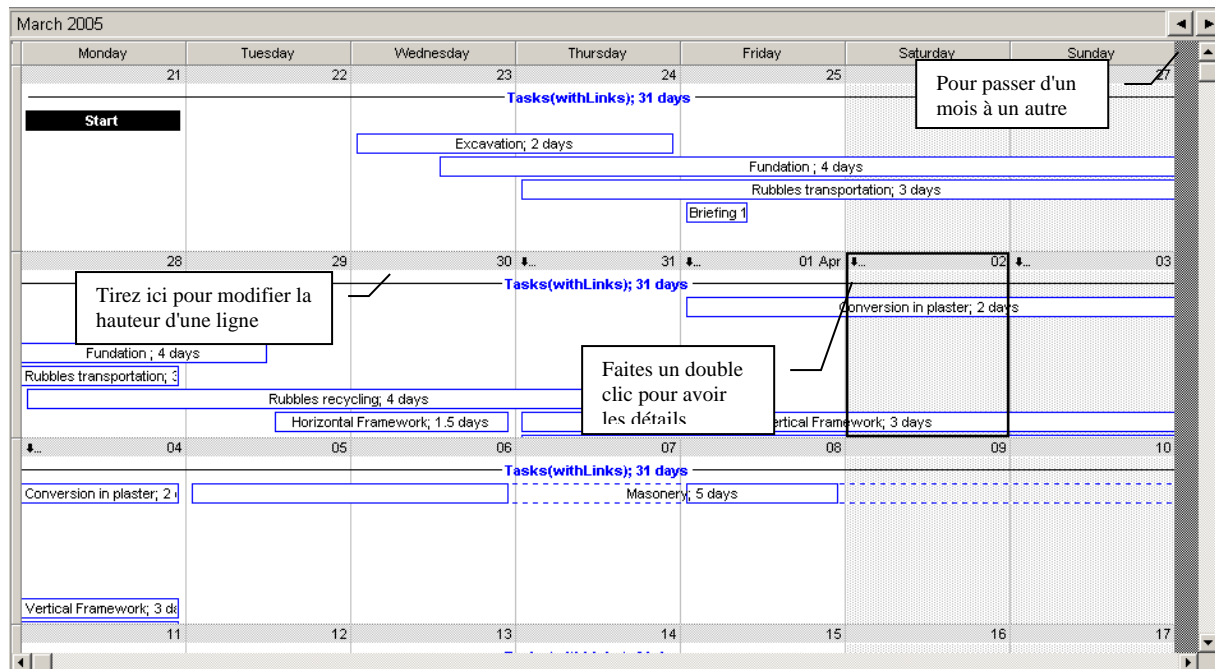 March 2005
Monday Tuesday Wednesday Thursday Friday Saturday Sunday
21 22 23 24 25 27
Pour passer d'un
mois à un autre
Tasks(withLinks); 31 days
Start
Excavation; 2 days
Fundation ; 4 days
Rubbles transportation; 3 days
Briefing 1
28 29 30 ... 31 ... 01 Apr ... 02 ... 03
Tasks(withLinks); 31 days
Tirez ici pour modifier la
hauteur d'une ligne
Conversion in plaster; 2 days
Fundation ; 4 days
Faites un double
clic pour avoir
les détails
Rubbles transportation; 3
Rubbles recycling; 4 days
Horizontal Framework; 1.5 days
ertical Framework; 3 days
... 04 05 06 07 08 09 10
Tasks(withLinks); 31 days
Conversion in plaster; 2
Masonery; 5 days
Vertical Framework; 3
11 12 13 14 15 16 17